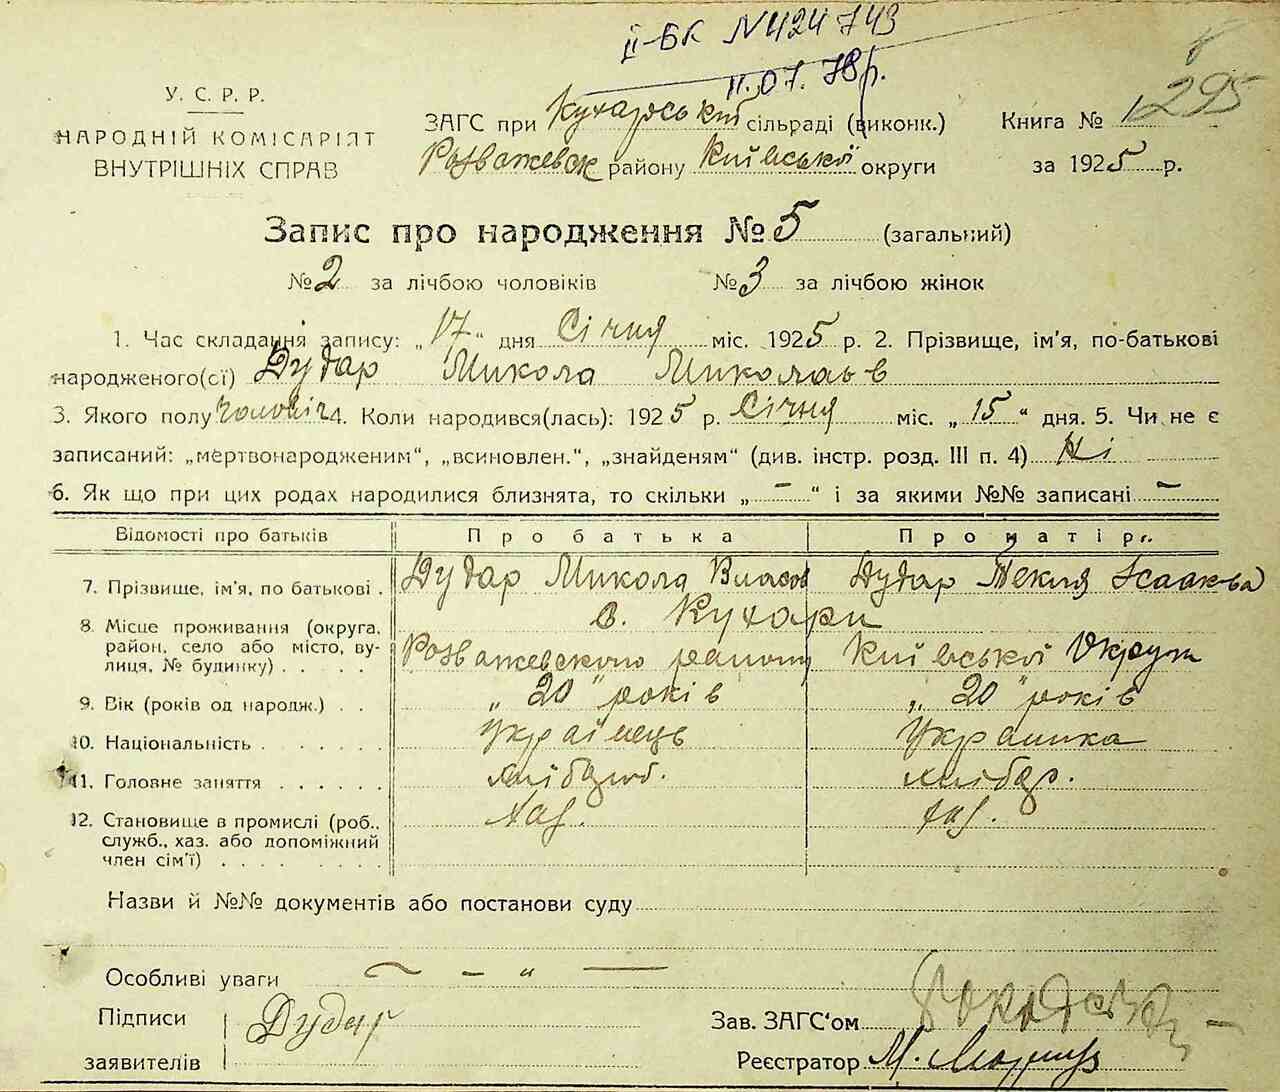 ІІ-БК №424743
11.07.78р.
У.С.Р.Р.
НАРОДНІЙ КОМІСАРІЯТ
ВНУТРІШНІХ СПРАВ
ЗАГС при Кухарський сільраді (виконк.)
Розважевск району Київської округи
Книга № 1 295
за 1925 р.
Запис про народження № 5 (загальний)
№ 2 за лічбою чоловіків № 3 за лічбою жінок
1. Час складання запису: „17" дня Січня міс. 1925 р. 2. Прізвище, ім'я, по-батькові
народженого(ої) Дудар Микола Миколаьв
3. Якого полу Чоловіч 4. Коли народився(лась): 1925 р. Січня міс. „15" дня. 5. Чи не є
записаний: „мертвонародженим", „всиновлен.", „знайденям" (див. інстр. розд. III п. 4) Ні
6. Як що при цих родах народилися близнята, то скільки „ - " і за якими №№ записані -
Відомості про батьків Про батька Про матір
7. Прізвище, ім'я, по батькові . Дудар Микола Власов Дудар Текля Ісаакова
с. Кухари
8. Місце проживання (округа,
район, село або місто, ву-
лиця, № будинку) . . . . . Розважевского району Київської Округи
9. Вік (років од народж.) . . „20" років „20" років
10. Національність . . . . . . . Українець Украинка
11. Головне заняття . . . . . . хлібороб. хлібор.
12. Становище в промислі (роб.,
служб., хаз. або допоміжний
член сім'ї) . . . . . . . . хаз. хаз.
Назви й №№ документів або постанови суду
Особливі уваги — - " —
Підписи
заявителів
Дудар
Зав. ЗАГС'ом
Реєстратор М.